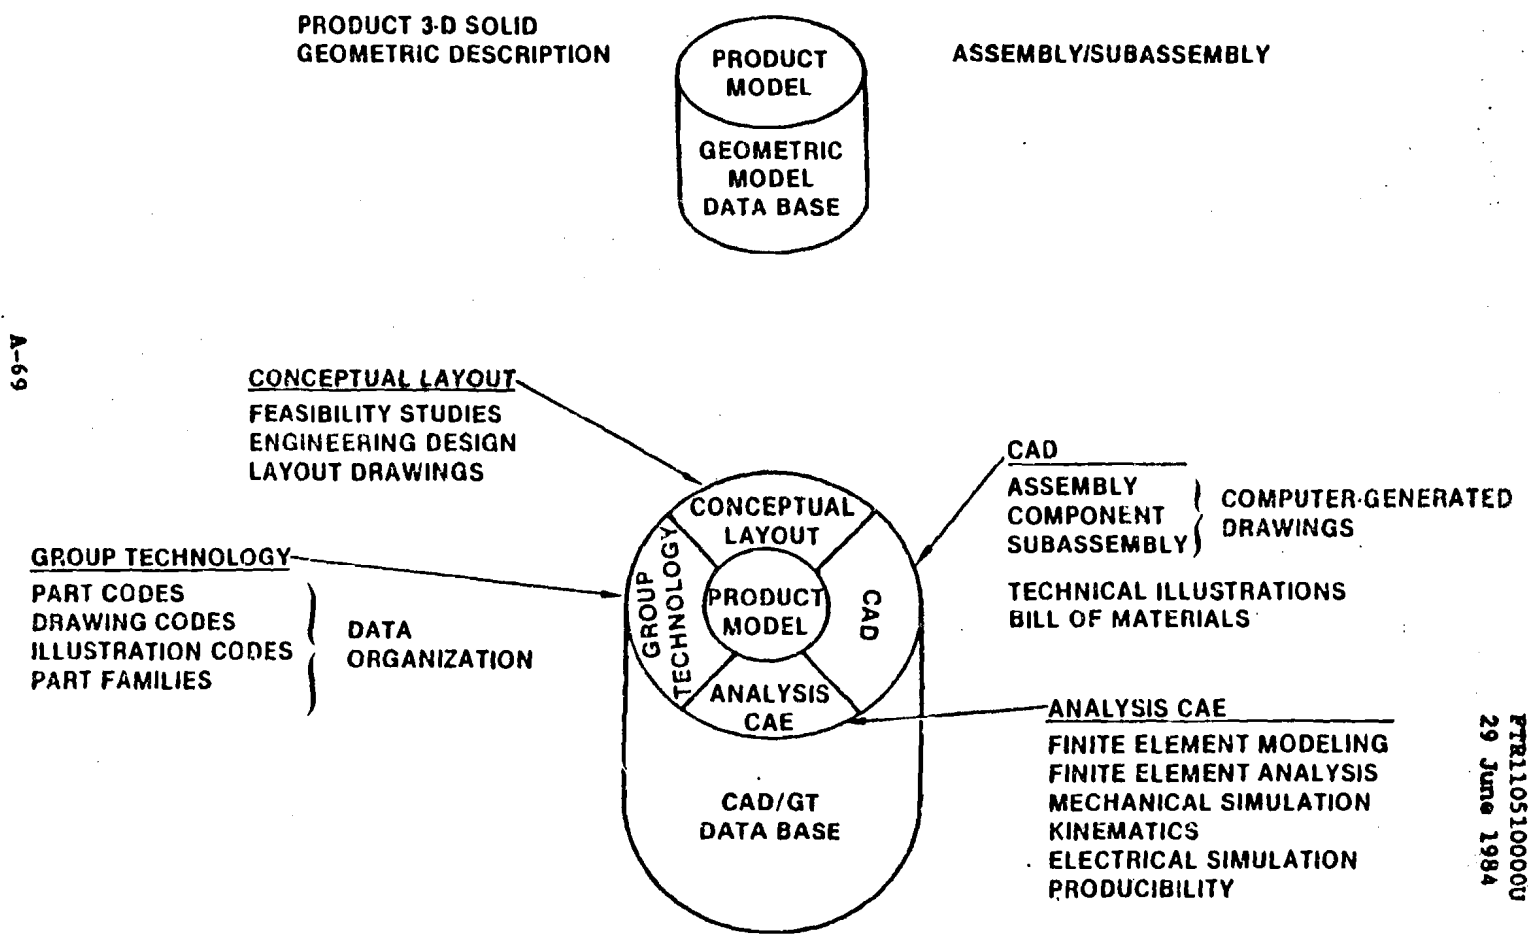 PRODUCT 3-D SOLID
GEOMETRIC DESCRIPTION
PRODUCT
MODEL
GEOMETRIC
MODEL
DATA BASE
ASSEMBLY/SUBASSEMBLY
A-69
CONCEPTUAL LAYOUT
FEASIBILITY STUDIES
ENGINEERING DESIGN
LAYOUT DRAWINGS
GROUP TECHNOLOGY
PART CODES
DRAWING CODES
ILLUSTRATION CODES
PART FAMILIES
DATA
ORGANIZATION
CONCEPTUAL
LAYOUT
GROUP
TECHNOLOGY
PRODUCT
MODEL
CAD
ANALYSIS
CAE
CAD/GT
DATA BASE
CAD
ASSEMBLY
COMPONENT
SUBASSEMBLY
COMPUTER-GENERATED
DRAWINGS
TECHNICAL ILLUSTRATIONS
BILL OF MATERIALS
ANALYSIS CAE
FINITE ELEMENT MODELING
FINITE ELEMENT ANALYSIS
MECHANICAL SIMULATION
KINEMATICS
ELECTRICAL SIMULATION
PRODUCIBILITY
FTR110510000U
29 June 1984